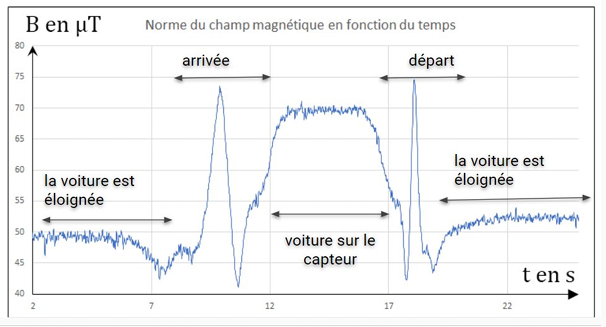 B en µT
Norme du champ magnétique en fonction du temps
80
75
70
65
60
55
50
45
40
arrivée
départ
la voiture est
éloignée
voiture sur le
capteur
la voiture est
éloignée
t en s
2
7
12
17
22